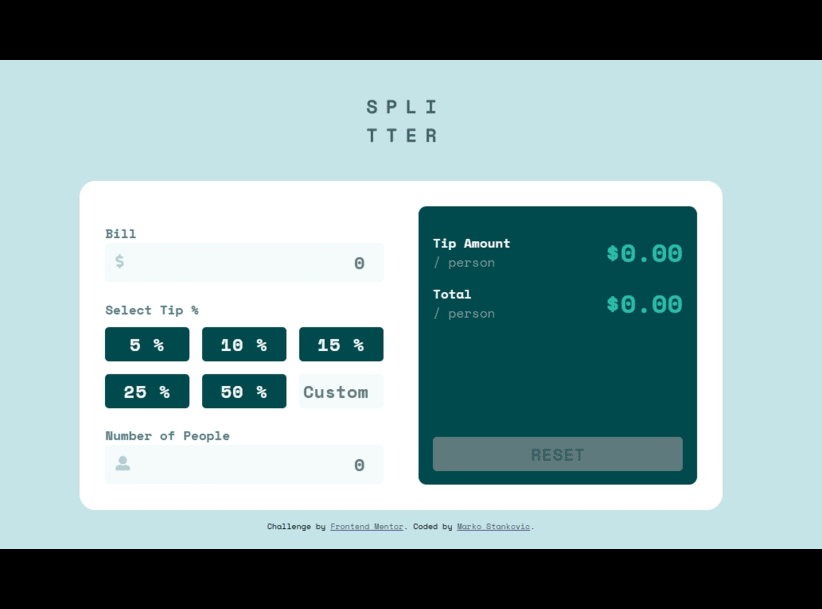 SPLI
TTER
Bill
$ 0
Select Tip %
5 % 10 % 15 %
25 % 50 % Custom
Number of People
0
Tip Amount
/ person
$0.00
Total
/ person
$0.00
RESET
Challenge by Frontend Mentor. Coded by Marko Stankovic.